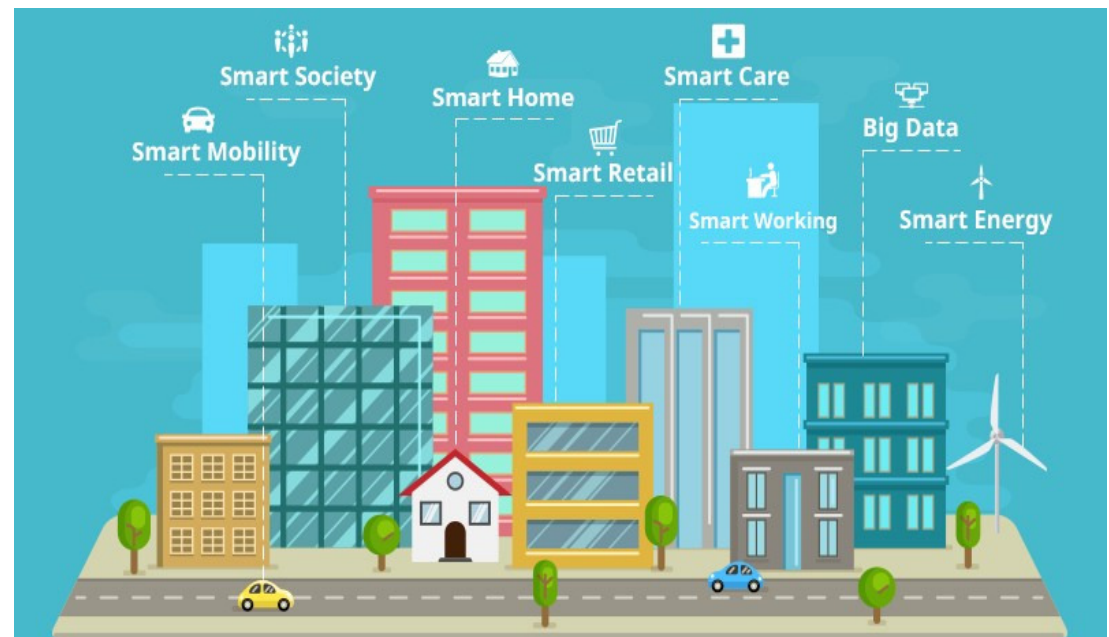 Smart Society
Smart Care
Smart Home
Big Data
Smart Mobility
Smart Retail
Smart Working
Smart Energy